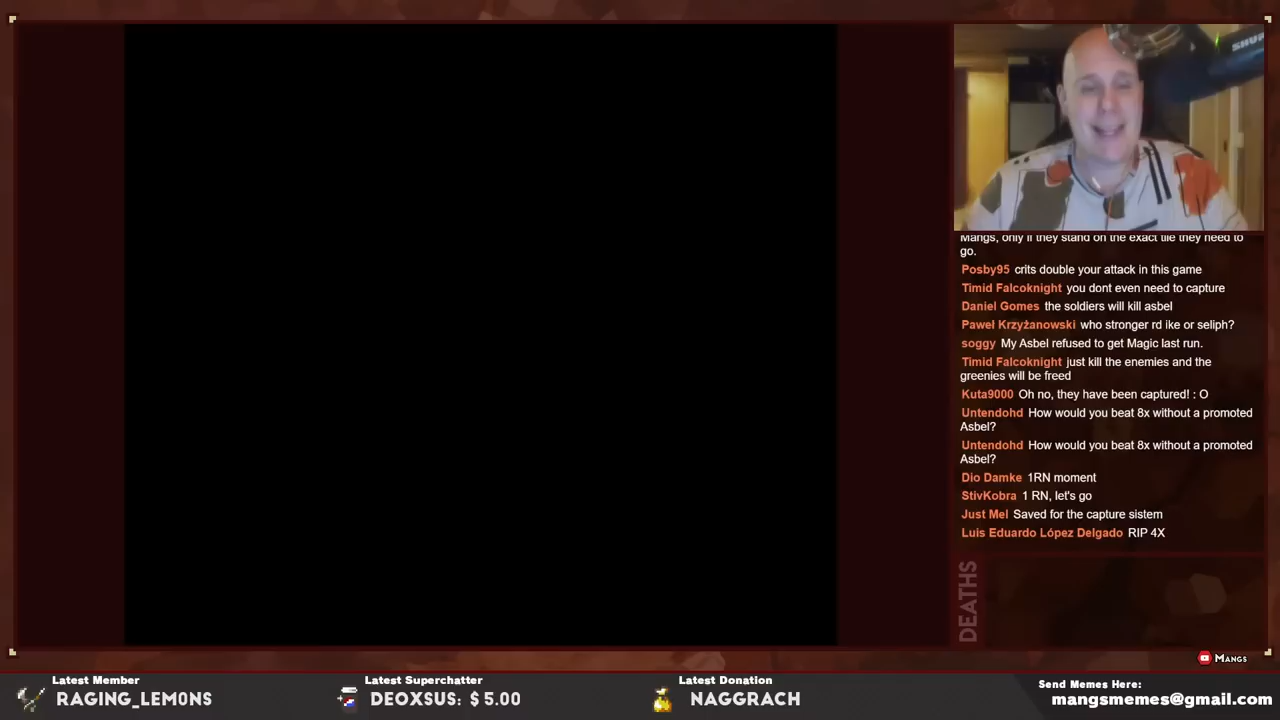 SHURE
Mangs, only if they stand on the exact tile they need to
go.
Posby95 crits double your attack in this game
Timid Falcoknight you dont even need to capture
Daniel Gomes the soldiers will kill asbel
Paweł Krzyżanowski who stronger rd ike or seliph?
soggy My Asbel refused to get Magic last run.
Timid Falcoknight just kill the enemies and the
greenies will be freed
Kuta9000 Oh no, they have been captured! : O
Untendohd How would you beat 8x without a promoted
Asbel?
Untendohd How would you beat 8x without a promoted
Asbel?
Dio Damke 1RN moment
StivKobra 1 RN, let's go
Just Mel Saved for the capture sistem
Luis Eduardo López Delgado RIP 4X
DEATHS
MANGS
Latest Member
RAGING_LEM0NS
Latest Superchatter
DEOXSUS: $ 5.00
Latest Donation
NAGGRACH
Send Memes Here:
mangsmemes@gmail.com